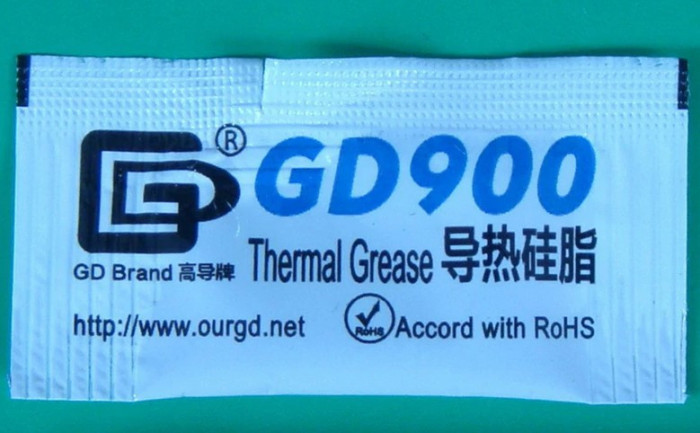 GD® GD900
GD Brand 高导牌 Thermal Grease 导热硅脂
http://www.ourgd.net RoHS Accord with RoHS